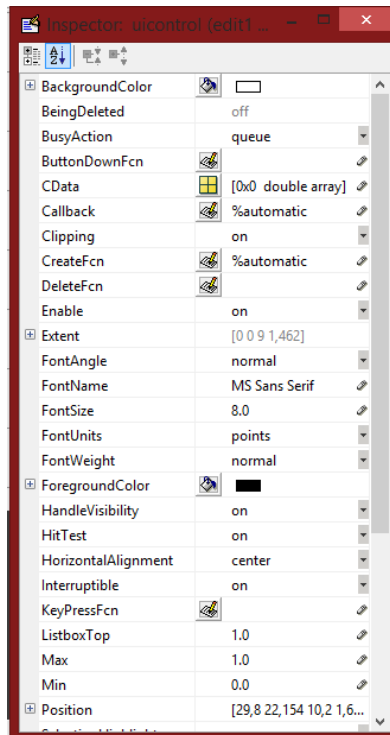 Inspector: uicontrol (edit1 ...
BackgroundColor
BeingDeleted off
BusyAction queue
ButtonDownFcn
CData [0x0 double array]
Callback %automatic
Clipping on
CreateFcn %automatic
DeleteFcn
Enable on
Extent [0 0 9 1,462]
FontAngle normal
FontName MS Sans Serif
FontSize 8.0
FontUnits points
FontWeight normal
ForegroundColor
HandleVisibility on
HitTest on
HorizontalAlignment center
Interruptible on
KeyPressFcn
ListboxTop 1.0
Max 1.0
Min 0.0
Position [29,8 22,154 10,2 1,6...